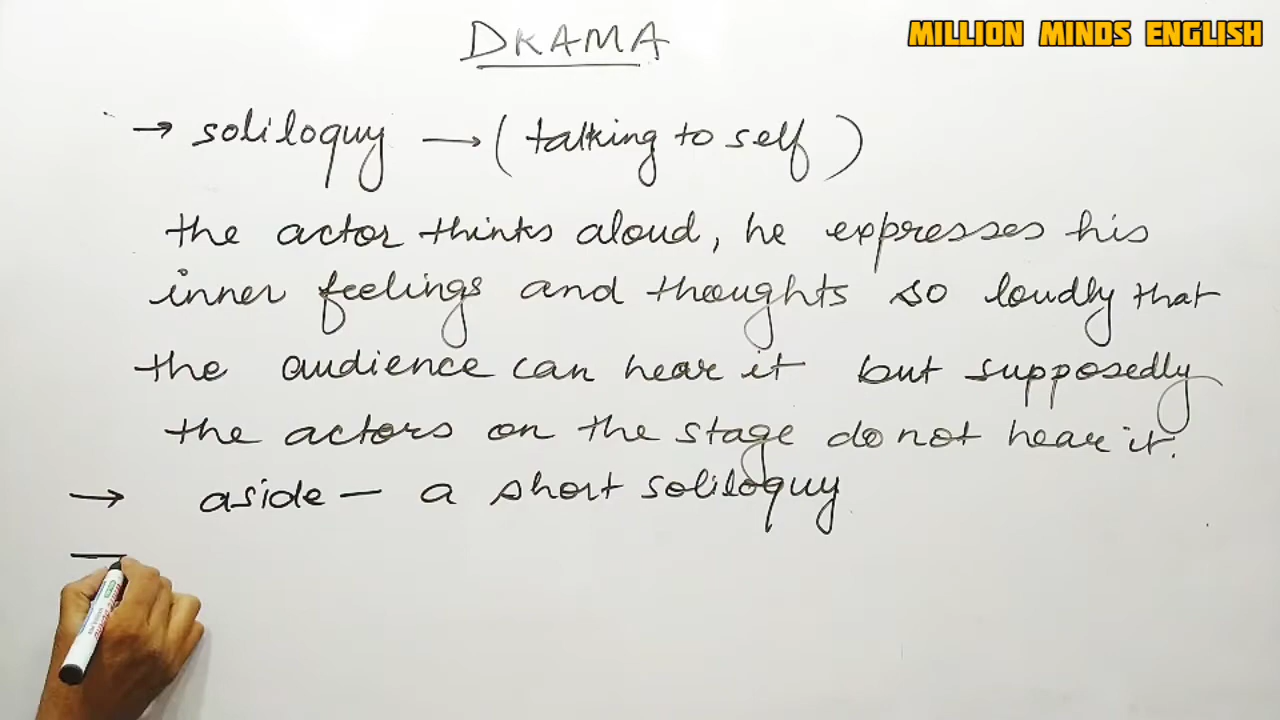 DRAMA
MILLION MINDS ENGLISH
→ soliloquy → (talking to self)
the actor thinks aloud, he expresses his
inner feelings and thoughts so loudly that
the audience can hear it but supposedly
the actors on the stage do not hear it.
→ aside – a short soliloquy